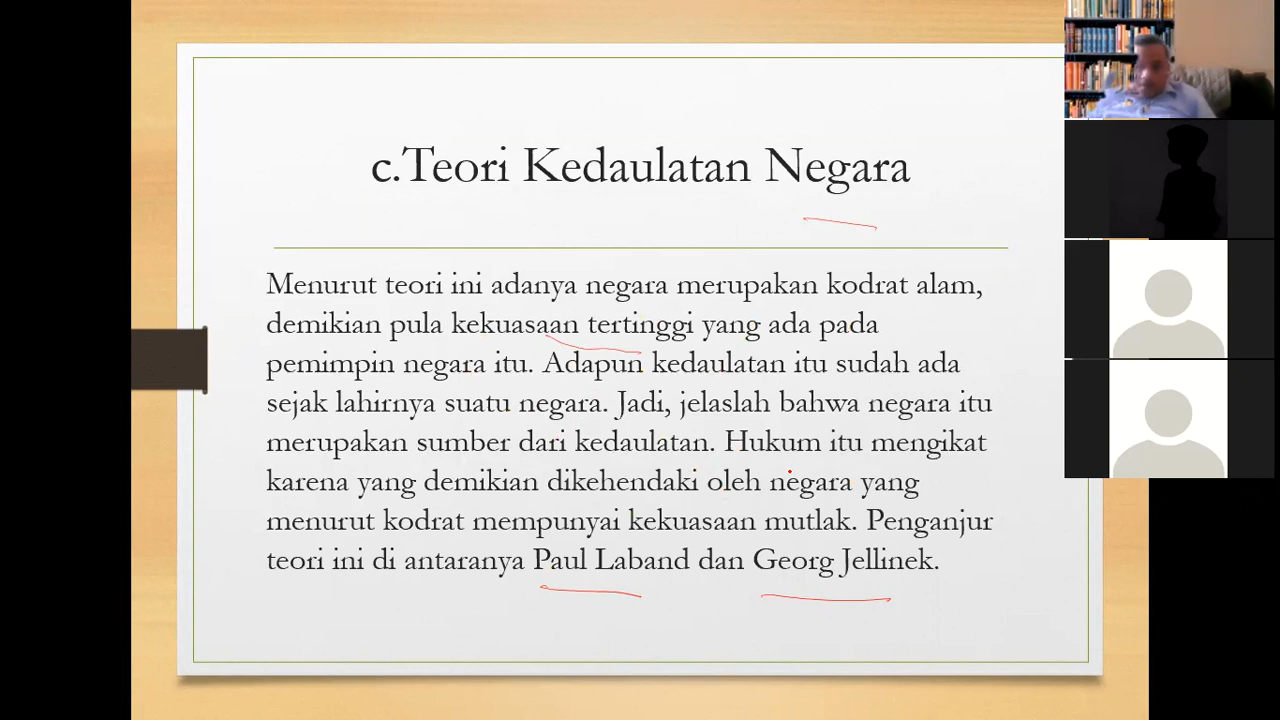 c.Teori Kedaulatan Negara
Menurut teori ini adanya negara merupakan kodrat alam,
demikian pula kekuasaan tertinggi yang ada pada
pemimpin negara itu. Adapun kedaulatan itu sudah ada
sejak lahirnya suatu negara. Jadi, jelaslah bahwa negara itu
merupakan sumber dari kedaulatan. Hukum itu mengikat
karena yang demikian dikehendaki oleh negara yang
menurut kodrat mempunyai kekuasaan mutlak. Penganjur
teori ini di antaranya Paul Laband dan Georg Jellinek.